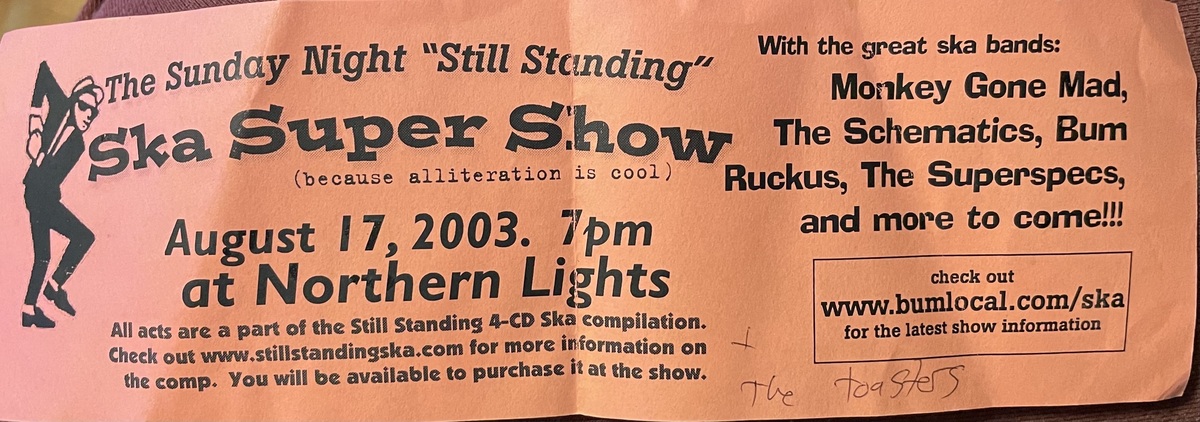 The Sunday Night "Still Standing"
Ska Super Show
(because alliteration is cool)
August 17, 2003. 7pm
at Northern Lights
All acts are a part of the Still Standing 4-CD Ska compilation.
Check out www.stillstandingska.com for more information on
the comp. You will be available to purchase it at the show.
With the great ska bands:
Monkey Gone Mad,
The Schematics, Bum
Ruckus, The Superspecs,
and more to come!!!
check out
www.bumlocal.com/ska
for the latest show information
+
The toasters